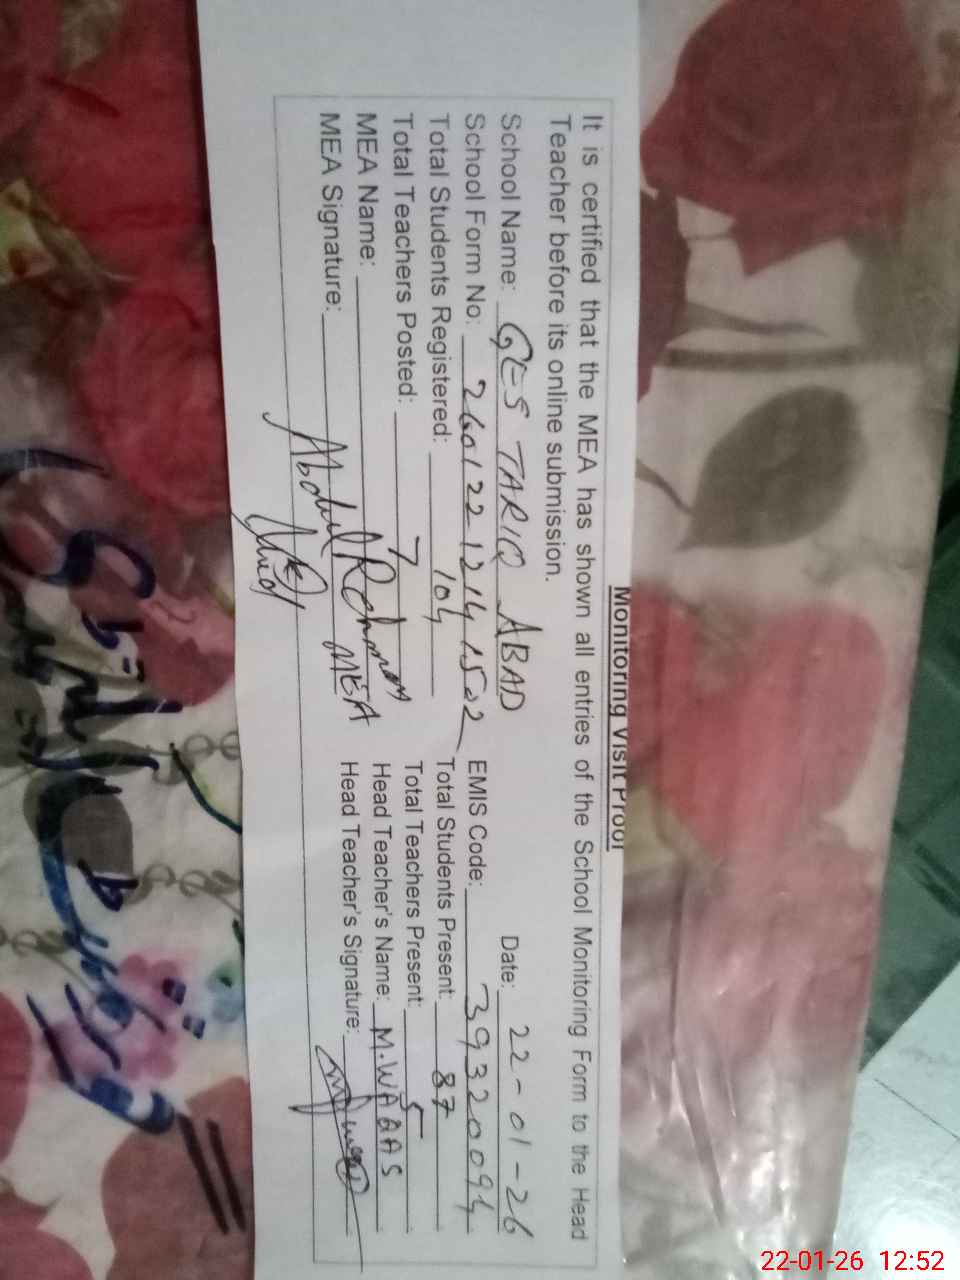 Monitoring Visit Proof
It is certified that the MEA has shown all entries of the School Monitoring Form to the Head
Teacher before its online submission.
School Name: GES TARIQ ABAD Date: 22-01-26
School Form No: 26012212141502 EMIS Code: 39320094
Total Students Registered: 104 Total Students Present: 87
Total Teachers Posted: 7 Total Teachers Present: 5
MEA Name: Abdul Rehman MEA Head Teacher's Name: M.WAQAS
MEA Signature: Head Teacher's Signature:
22-01-26 12:52